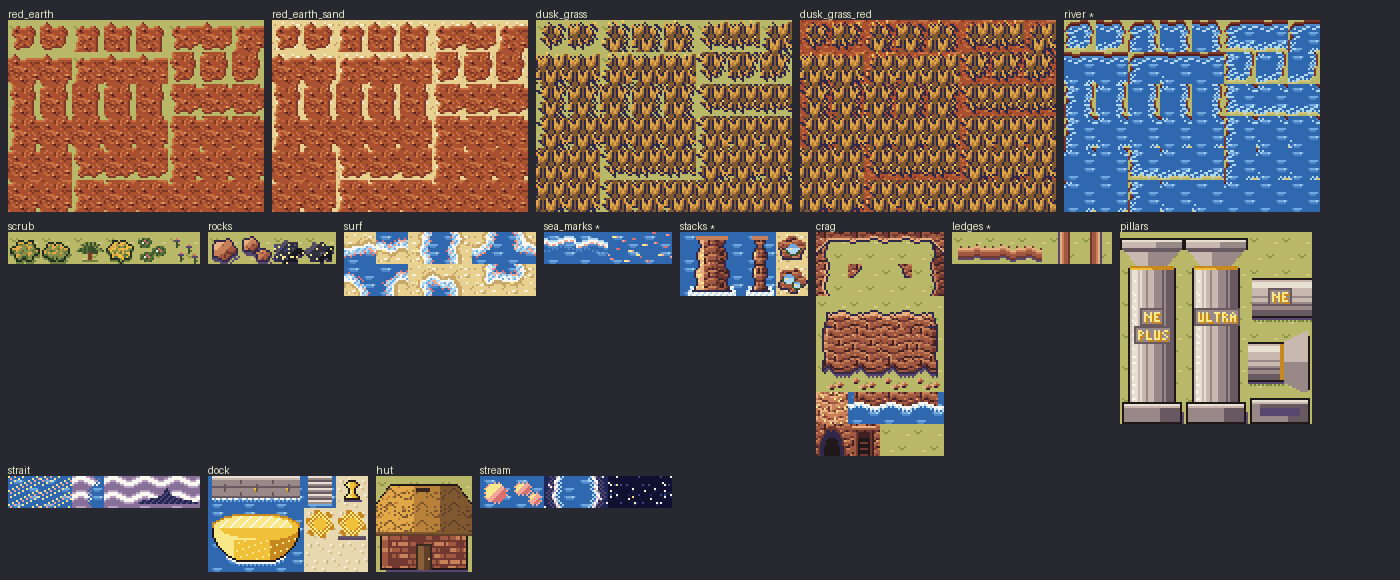 red_earth
red_earth_sand
dusk_grass
dusk_grass_red
river *
scrub
rocks
surf
sea_marks *
stacks *
crag
ledges *
pillars
NE
PLUS
ULTRA
NE
strait
dock
hut
stream